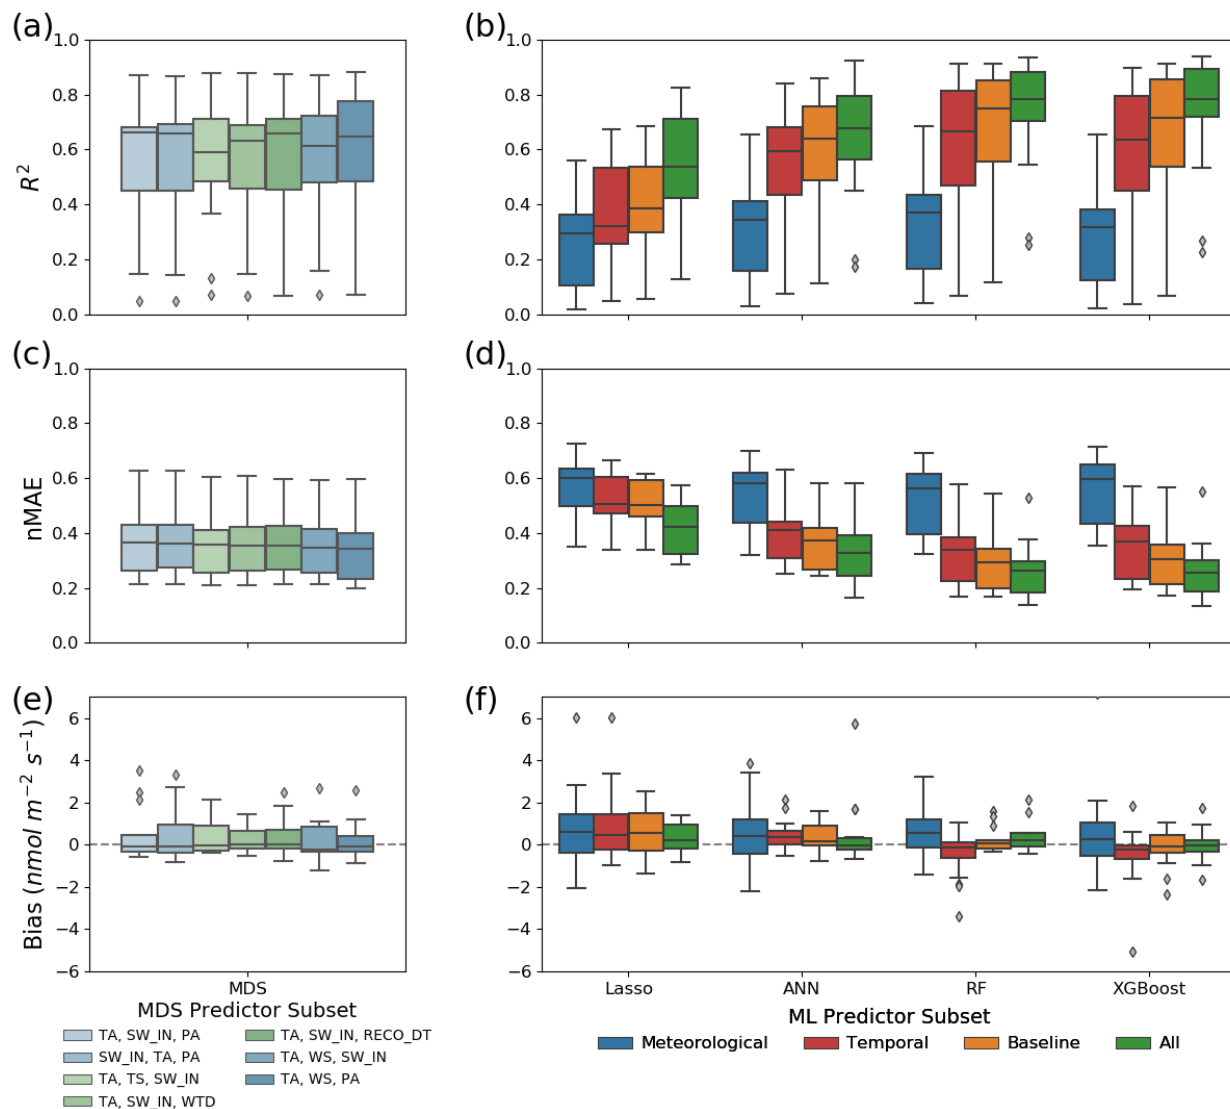 (a)
(b)
1.0
0.8
0.6
0.4
0.2
0.0
R²
1.0
0.8
0.6
0.4
0.2
0.0
(c)
(d)
1.0
0.8
0.6
0.4
0.2
0.0
nMAE
1.0
0.8
0.6
0.4
0.2
0.0
(e)
(f)
6
4
2
0
−2
−4
−6
Bias (nmol m⁻² s⁻¹)
6
4
2
0
−2
−4
−6
MDS
Lasso ANN RF XGBoost
MDS Predictor Subset
TA, SW_IN, PA
SW_IN, TA, PA
TA, TS, SW_IN
TA, SW_IN, WTD
TA, SW_IN, RECO_DT
TA, WS, SW_IN
TA, WS, PA
ML Predictor Subset
Meteorological Temporal Baseline All